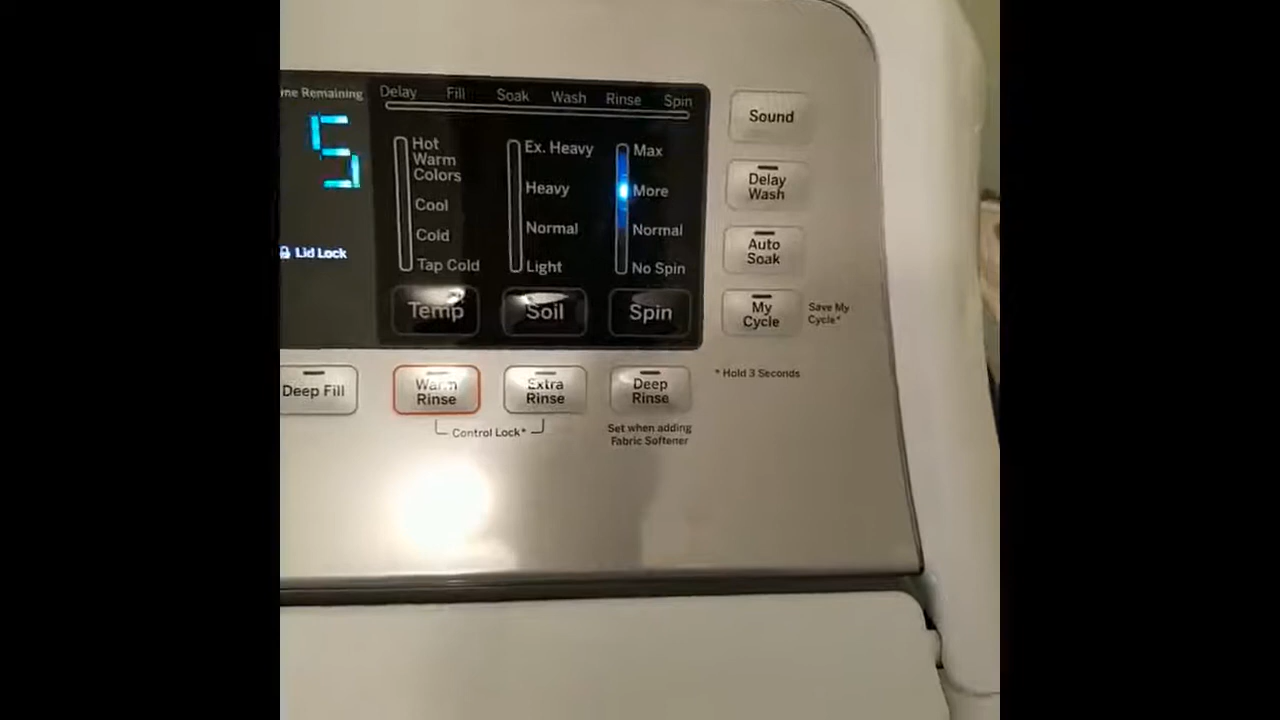 me Remaining
Delay Fill Soak Wash Rinse Spin
5
Lid Lock
Hot
Warm
Colors
Cool
Cold
Tap Cold
Temp
Ex. Heavy
Heavy
Normal
Light
Soil
Max
More
Normal
No Spin
Spin
Sound
Delay
Wash
Auto
Soak
My
Cycle
Save My
Cycle*
* Hold 3 Seconds
Deep Fill
Warm
Rinse
Extra
Rinse
Control Lock*
Deep
Rinse
Set when adding
Fabric Softener